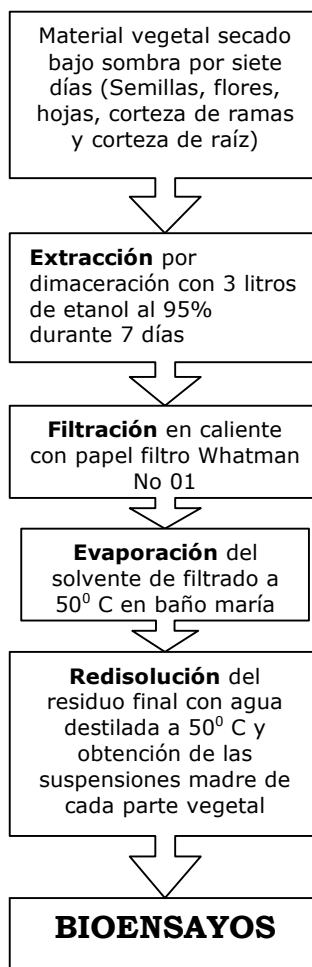 Material vegetal secado
bajo sombra por siete
días (Semillas, flores,
hojas, corteza de ramas
y corteza de raíz)
Extracción por
dimaceración con 3 litros
de etanol al 95%
durante 7 días
Filtración en caliente
con papel filtro Whatman
No 01
Evaporación del
solvente de filtrado a
50⁰ C en baño maría
Redisolución del
residuo final con agua
destilada a 50⁰ C y
obtención de las
suspensiones madre de
cada parte vegetal
BIOENSAYOS